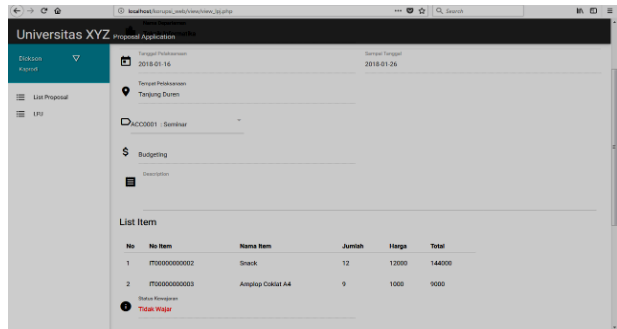 localhost/korupsi_web/view/view_lpj.php
Search
Universitas XYZ Proposal Application
Dickson
Kaprodi
List Proposal
LPJ
Tanggal Pelaksanaan
2018-01-16
Sampai Tanggal
2018-01-26
Tempat Pelaksanaan
Tanjung Duren
ACC0001 : Seminar
Budgeting
Description
List Item
No No Item Nama Item Jumlah Harga Total
1 IT00000000002 Snack 12 12000 144000
2 IT00000000003 Amplop Coklat A4 9 1000 9000
Status Kewajaran
Tidak Wajar